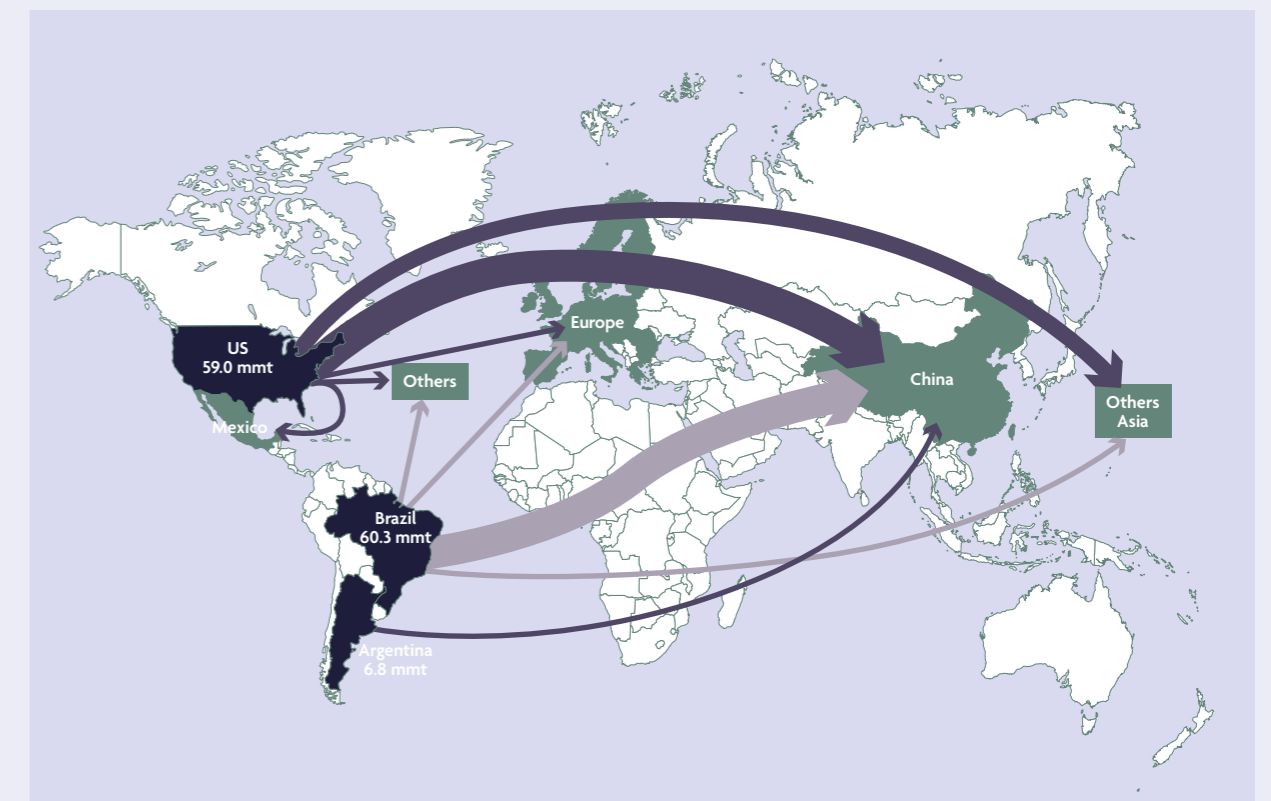 US
59.0 mmt
Europe
Others
China
Others
Asia
Mexico
Brazil
60.3 mmt
Argentina
6.8 mmt